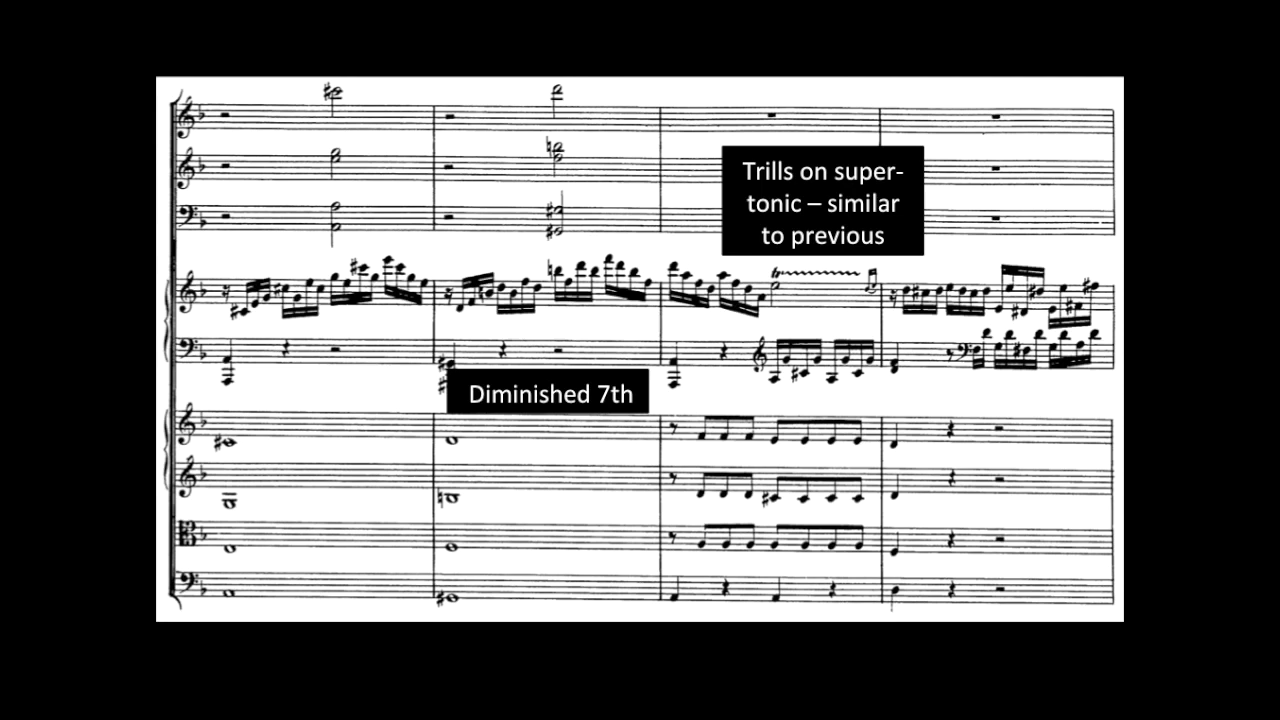 Trills on super-
tonic – similar
to previous
Diminished 7th